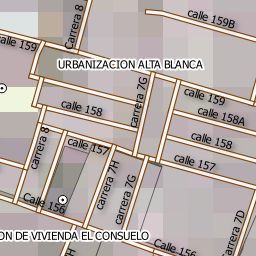 carrera 8
calle 159B
calle 159
URBANIZACION ALTA BLANCA
carrera 7G
calle 159
calle 158
calle 158A
carrera 8
calle 158
calle 157
calle 157
carrera 7H
carrera 7G
calle 156
carrera 7D
ON DE VIVIENDA EL CONSUELO
calle 156
7H